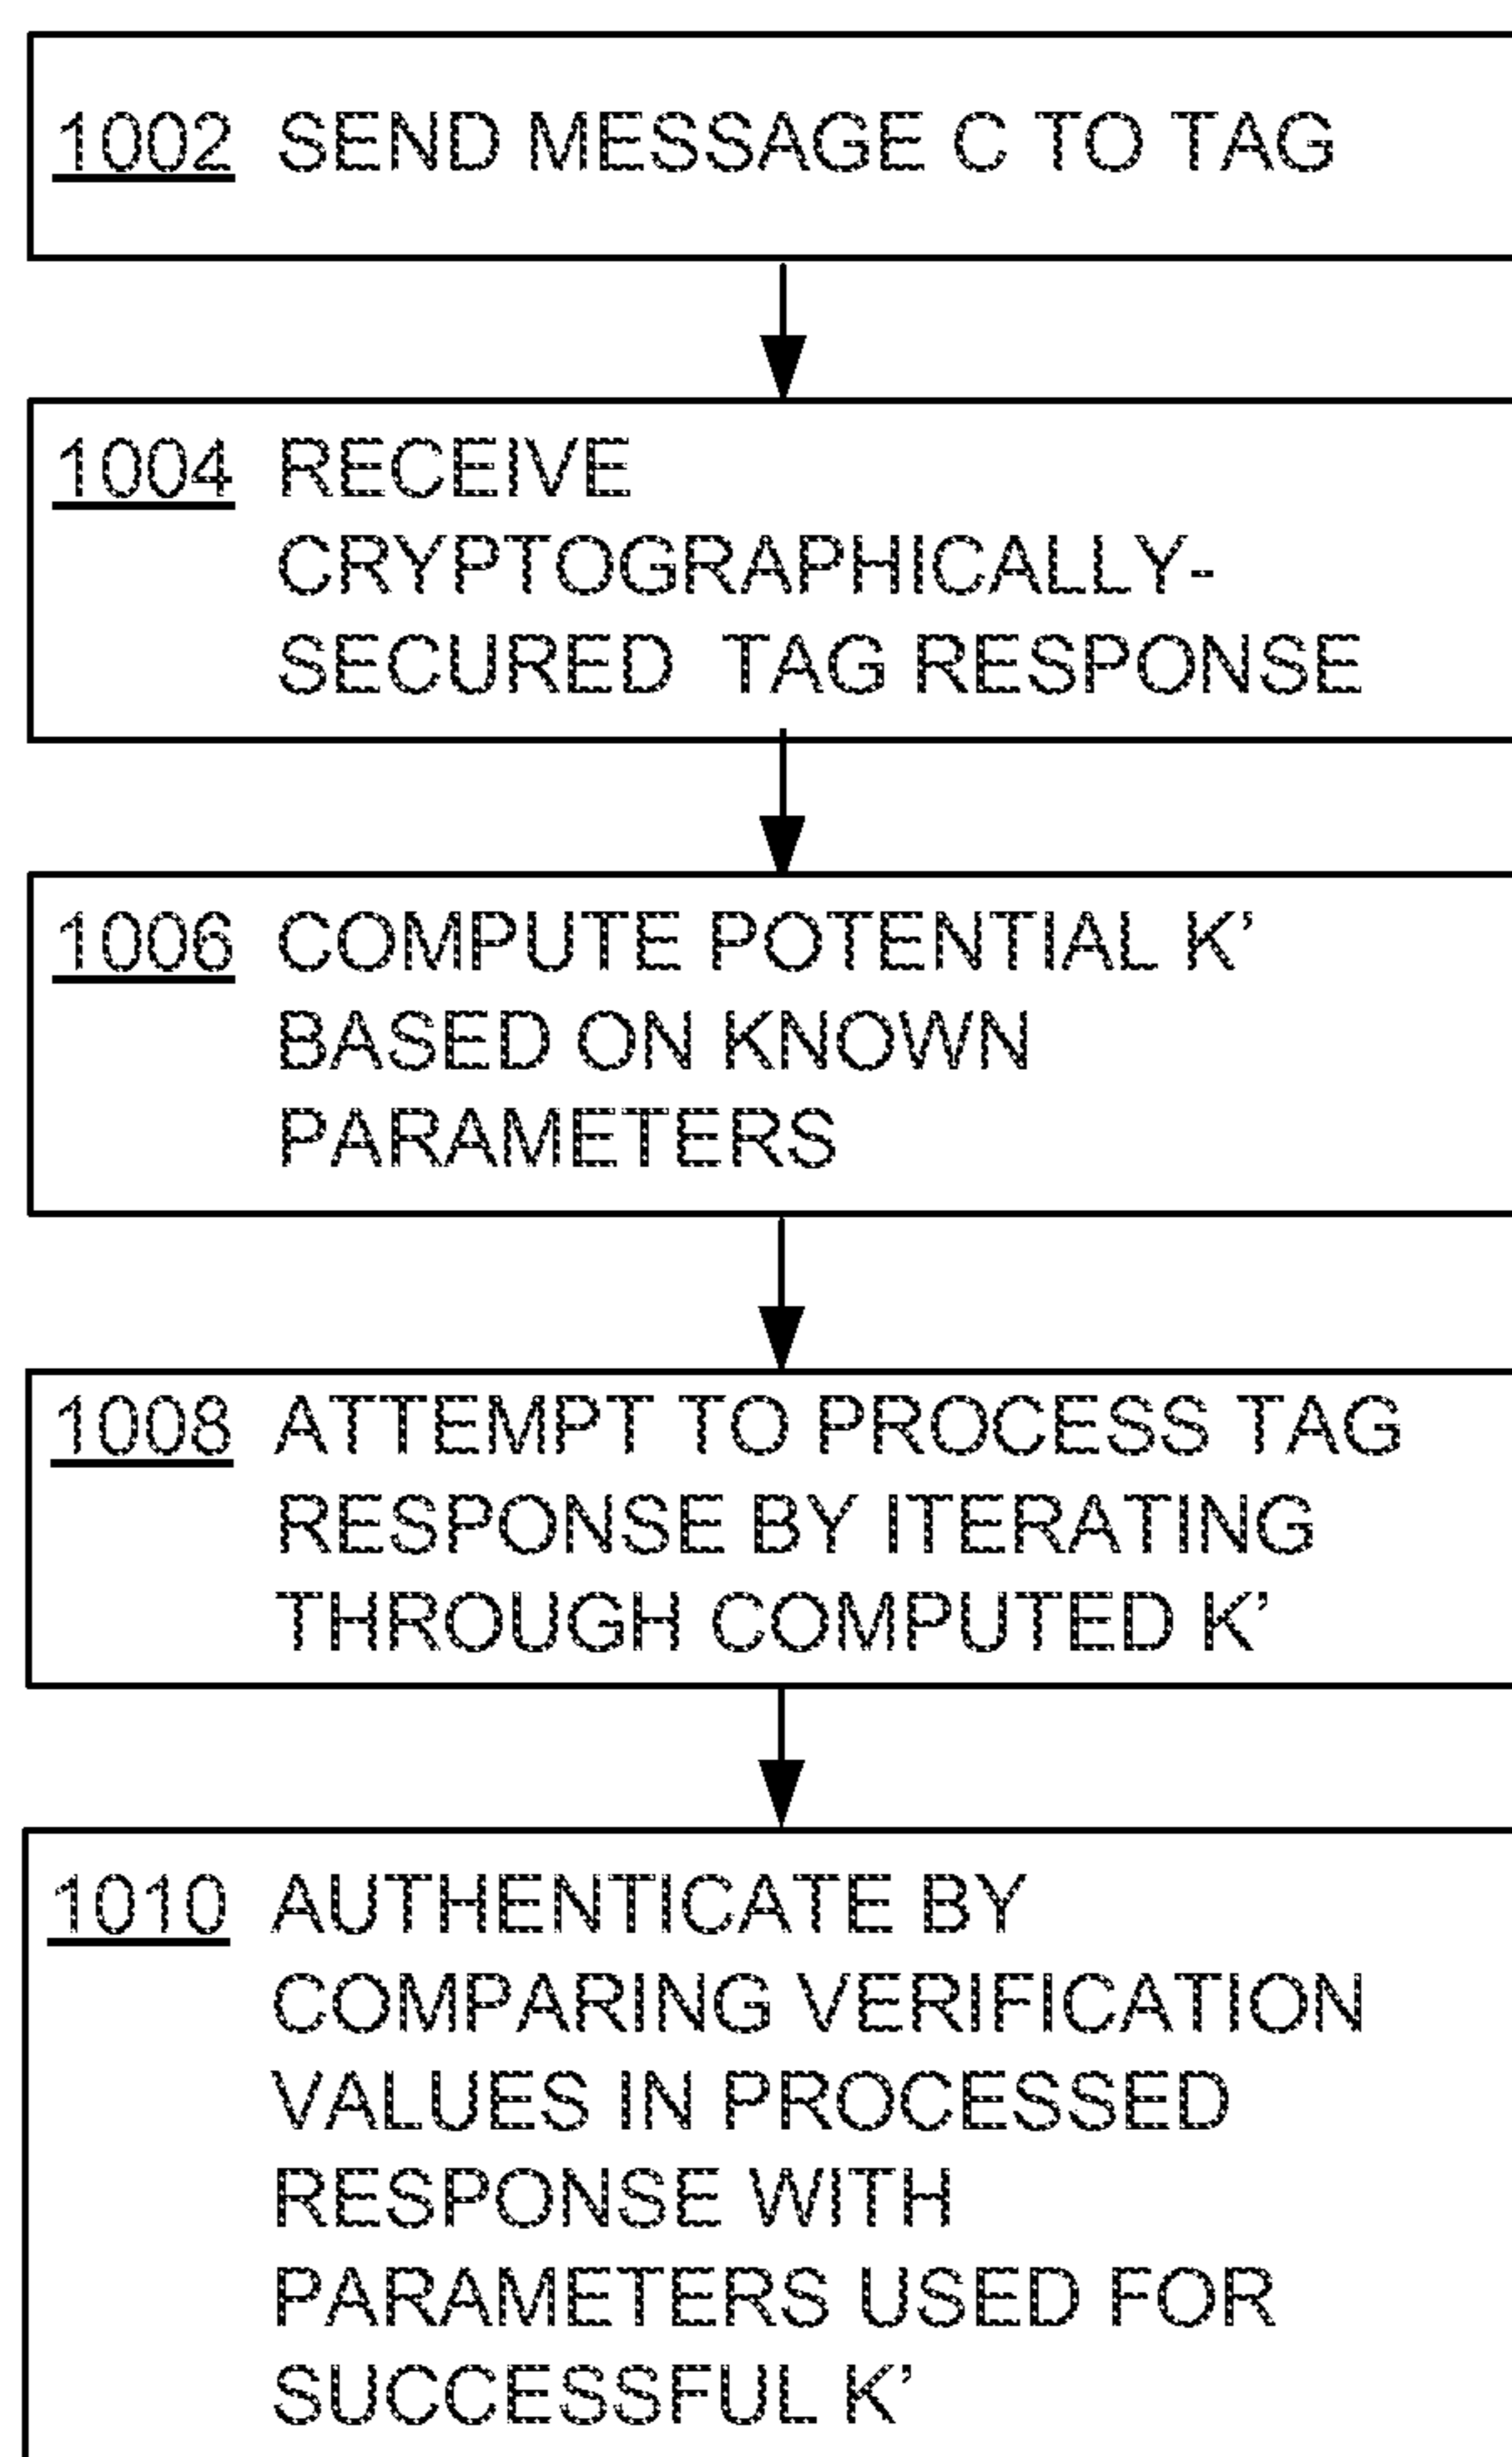 1002 SEND MESSAGE C TO TAG
1004 RECEIVE
CRYPTOGRAPHICALLY-
SECURED TAG RESPONSE
1006 COMPUTE POTENTIAL K’
BASED ON KNOWN
PARAMETERS
1008 ATTEMPT TO PROCESS TAG
RESPONSE BY ITERATING
THROUGH COMPUTED K’
1010 AUTHENTICATE BY
COMPARING VERIFICATION
VALUES IN PROCESSED
RESPONSE WITH
PARAMETERS USED FOR
SUCCESSFUL K’